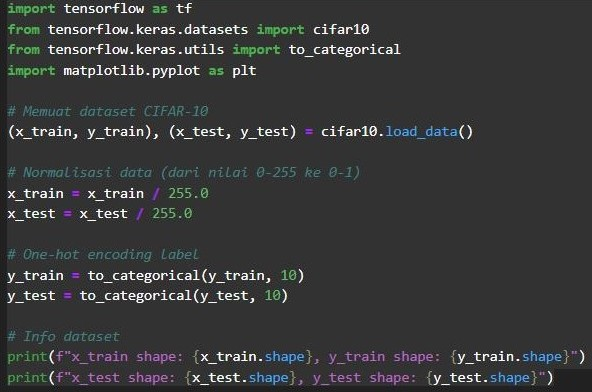 import tensorflow as tf
from tensorflow.keras.datasets import cifar10
from tensorflow.keras.utils import to_categorical
import matplotlib.pyplot as plt
# Memuat dataset CIFAR-10
(x_train, y_train), (x_test, y_test) = cifar10.load_data()
# Normalisasi data (dari nilai 0-255 ke 0-1)
x_train = x_train / 255.0
x_test = x_test / 255.0
# One-hot encoding label
y_train = to_categorical(y_train, 10)
y_test = to_categorical(y_test, 10)
# Info dataset
print(f"x_train shape: {x_train.shape}, y_train shape: {y_train.shape}")
print(f"x_test shape: {x_test.shape}, y_test shape: {y_test.shape}")